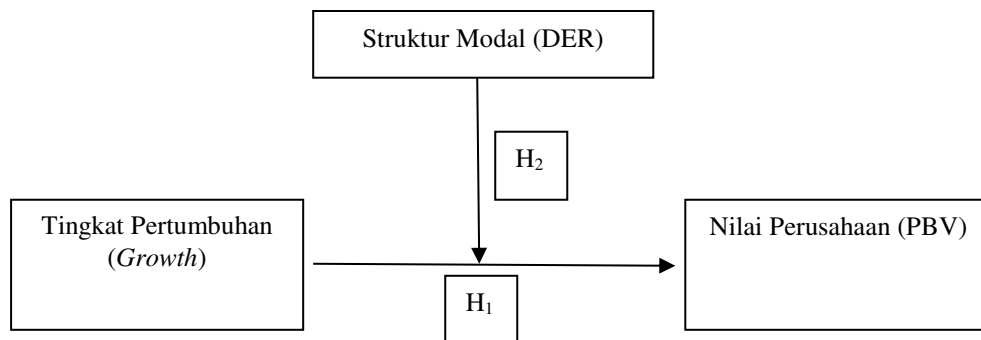 Struktur Modal (DER)
H₂
Tingkat Pertumbuhan
(Growth)
Nilai Perusahaan (PBV)
H₁